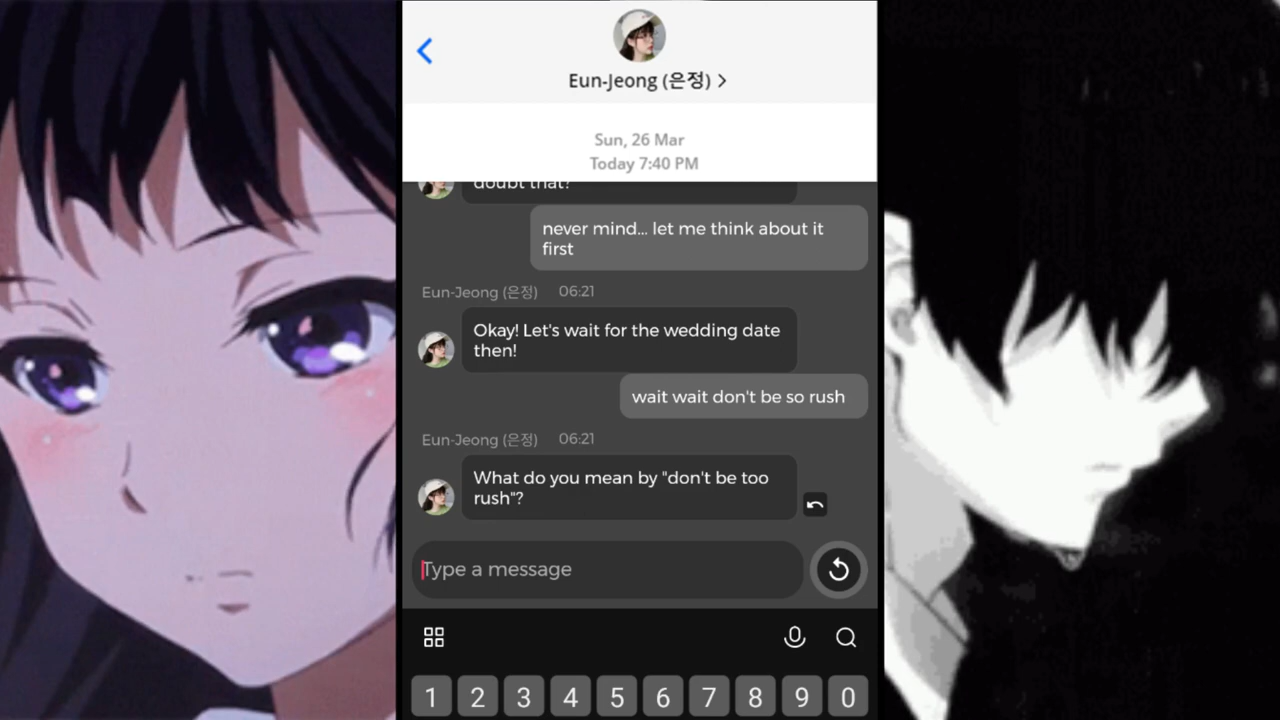 Eun-Jeong (은정) >
Sun, 26 Mar
Today 7:40 PM
doubt that?
never mind... let me think about it
first
Eun-Jeong (은정) 06:21
Okay! Let's wait for the wedding date
then!
wait wait don't be so rush
Eun-Jeong (은정) 06:21
What do you mean by "don't be too
rush"?
Type a message
1 2 3 4 5 6 7 8 9 0